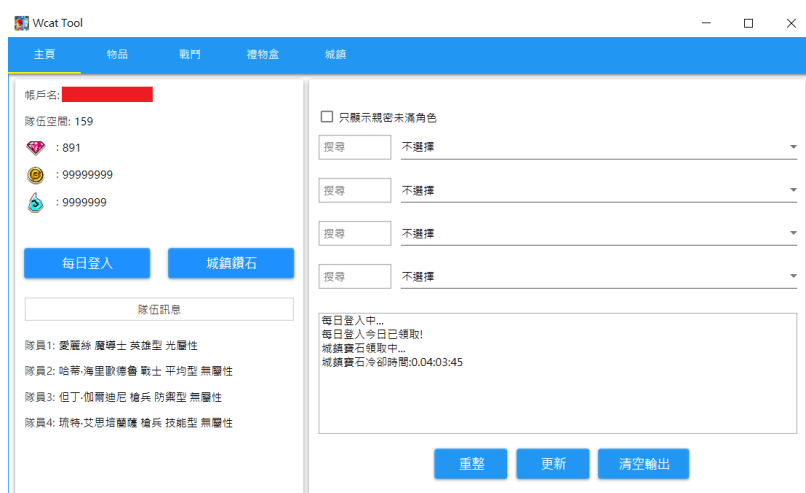 Wcat Tool
主頁 物品 戰鬥 禮物盒 城鎮
帳戶名:
隊伍空間: 159
: 891
: 99999999
: 9999999
每日登入 城鎮鑽石
隊伍訊息
隊員1: 愛麗絲 魔導士 英雄型 光屬性
隊員2: 哈蒂·海里歐德魯 戰士 平均型 無屬性
隊員3: 但丁·伽爾迪尼 槍兵 防禦型 無屬性
隊員4: 琉特·艾思培蘭薩 槍兵 技能型 無屬性
只顯示親密未滿角色
搜尋 不選擇
搜尋 不選擇
搜尋 不選擇
搜尋 不選擇
每日登入中...
每日登入今日已領取!
城鎮寶石領取中...
城鎮寶石冷卻時間:0.04:03:45
重整 更新 清空輸出